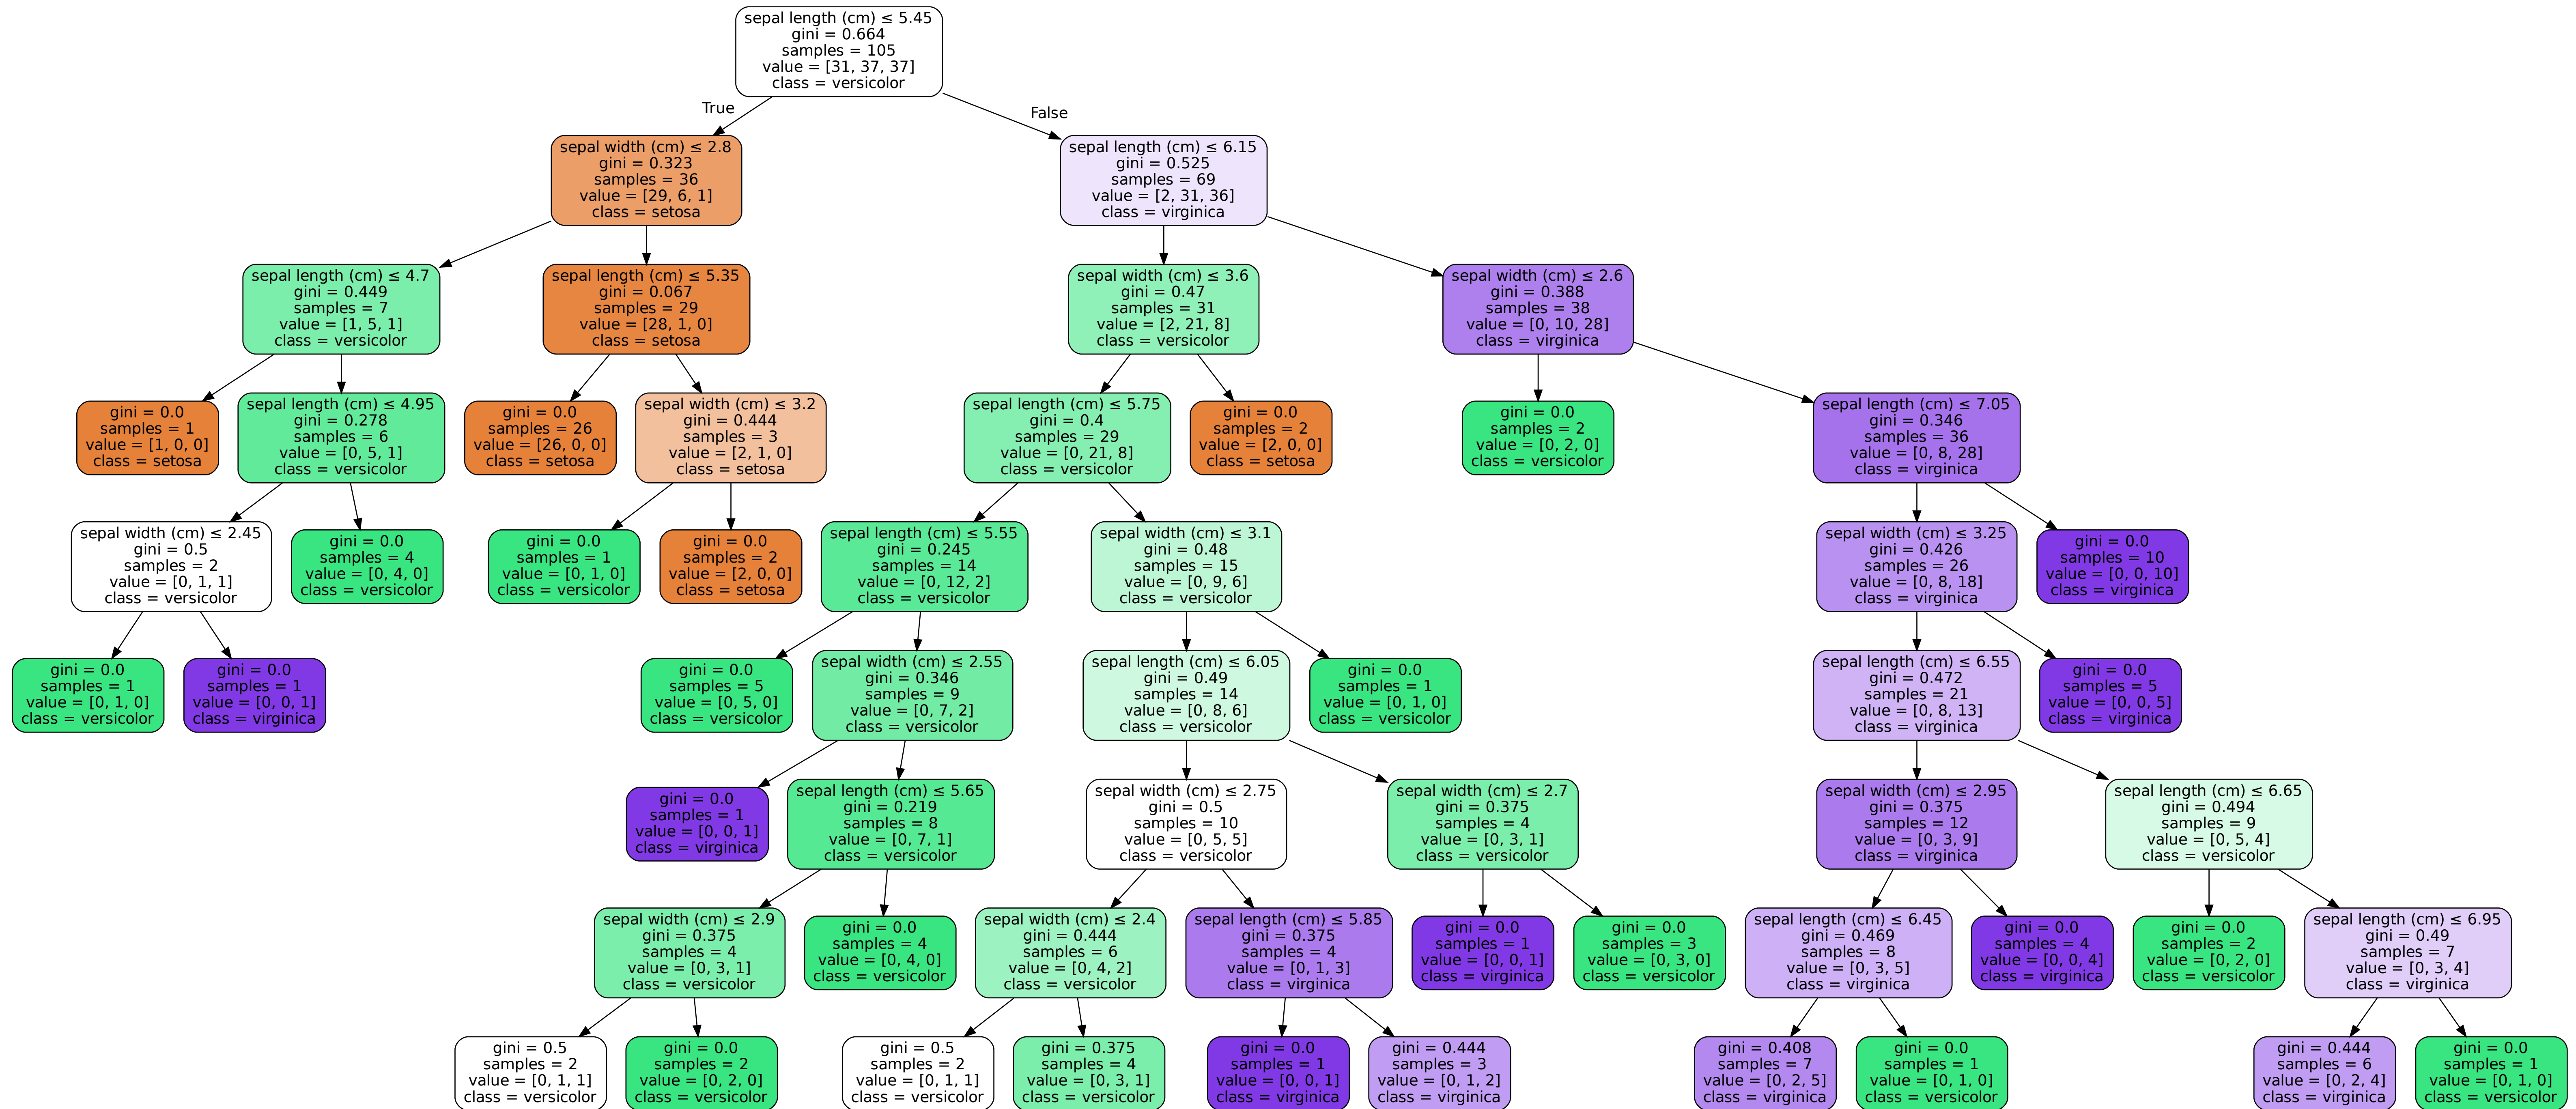 sepal length (cm) ≤ 5.45
gini = 0.664
samples = 105
value = [31, 37, 37]
class = versicolor
True
False
sepal width (cm) ≤ 2.8
gini = 0.323
samples = 36
value = [29, 6, 1]
class = setosa
sepal length (cm) ≤ 6.15
gini = 0.525
samples = 69
value = [2, 31, 36]
class = virginica
sepal length (cm) ≤ 4.7
gini = 0.449
samples = 7
value = [1, 5, 1]
class = versicolor
sepal length (cm) ≤ 5.35
gini = 0.067
samples = 29
value = [28, 1, 0]
class = setosa
sepal width (cm) ≤ 3.6
gini = 0.47
samples = 31
value = [2, 21, 8]
class = versicolor
sepal width (cm) ≤ 2.6
gini = 0.388
samples = 38
value = [0, 10, 28]
class = virginica
gini = 0.0
samples = 1
value = [1, 0, 0]
class = setosa
sepal length (cm) ≤ 4.95
gini = 0.278
samples = 6
value = [0, 5, 1]
class = versicolor
gini = 0.0
samples = 26
value = [26, 0, 0]
class = setosa
sepal width (cm) ≤ 3.2
gini = 0.444
samples = 3
value = [2, 1, 0]
class = setosa
sepal length (cm) ≤ 5.75
gini = 0.4
samples = 29
value = [0, 21, 8]
class = versicolor
gini = 0.0
samples = 2
value = [2, 0, 0]
class = setosa
gini = 0.0
samples = 2
value = [0, 2, 0]
class = versicolor
sepal length (cm) ≤ 7.05
gini = 0.346
samples = 36
value = [0, 8, 28]
class = virginica
sepal width (cm) ≤ 2.45
gini = 0.5
samples = 2
value = [0, 1, 1]
class = versicolor
gini = 0.0
samples = 4
value = [0, 4, 0]
class = versicolor
gini = 0.0
samples = 1
value = [0, 1, 0]
class = versicolor
gini = 0.0
samples = 2
value = [2, 0, 0]
class = setosa
sepal length (cm) ≤ 5.55
gini = 0.245
samples = 14
value = [0, 12, 2]
class = versicolor
sepal width (cm) ≤ 3.1
gini = 0.48
samples = 15
value = [0, 9, 6]
class = versicolor
sepal width (cm) ≤ 3.25
gini = 0.426
samples = 26
value = [0, 8, 18]
class = virginica
gini = 0.0
samples = 10
value = [0, 0, 10]
class = virginica
gini = 0.0
samples = 1
value = [0, 1, 0]
class = versicolor
gini = 0.0
samples = 1
value = [0, 0, 1]
class = virginica
gini = 0.0
samples = 5
value = [0, 5, 0]
class = versicolor
sepal width (cm) ≤ 2.55
gini = 0.346
samples = 9
value = [0, 7, 2]
class = versicolor
sepal length (cm) ≤ 6.05
gini = 0.49
samples = 14
value = [0, 8, 6]
class = versicolor
gini = 0.0
samples = 1
value = [0, 1, 0]
class = versicolor
sepal length (cm) ≤ 6.55
gini = 0.472
samples = 21
value = [0, 8, 13]
class = virginica
gini = 0.0
samples = 5
value = [0, 0, 5]
class = virginica
gini = 0.0
samples = 1
value = [0, 0, 1]
class = virginica
sepal length (cm) ≤ 5.65
gini = 0.219
samples = 8
value = [0, 7, 1]
class = versicolor
sepal width (cm) ≤ 2.75
gini = 0.5
samples = 10
value = [0, 5, 5]
class = versicolor
sepal width (cm) ≤ 2.7
gini = 0.375
samples = 4
value = [0, 3, 1]
class = versicolor
sepal width (cm) ≤ 2.95
gini = 0.375
samples = 12
value = [0, 3, 9]
class = virginica
sepal length (cm) ≤ 6.65
gini = 0.494
samples = 9
value = [0, 5, 4]
class = versicolor
sepal width (cm) ≤ 2.9
gini = 0.375
samples = 4
value = [0, 3, 1]
class = versicolor
gini = 0.0
samples = 4
value = [0, 4, 0]
class = versicolor
sepal width (cm) ≤ 2.4
gini = 0.444
samples = 6
value = [0, 4, 2]
class = versicolor
sepal length (cm) ≤ 5.85
gini = 0.375
samples = 4
value = [0, 1, 3]
class = virginica
gini = 0.0
samples = 1
value = [0, 0, 1]
class = virginica
gini = 0.0
samples = 3
value = [0, 3, 0]
class = versicolor
sepal length (cm) ≤ 6.45
gini = 0.469
samples = 8
value = [0, 3, 5]
class = virginica
gini = 0.0
samples = 4
value = [0, 0, 4]
class = virginica
gini = 0.0
samples = 2
value = [0, 2, 0]
class = versicolor
sepal length (cm) ≤ 6.95
gini = 0.49
samples = 7
value = [0, 3, 4]
class = virginica
gini = 0.5
samples = 2
value = [0, 1, 1]
class = versicolor
gini = 0.0
samples = 2
value = [0, 2, 0]
class = versicolor
gini = 0.5
samples = 2
value = [0, 1, 1]
class = versicolor
gini = 0.375
samples = 4
value = [0, 3, 1]
class = versicolor
gini = 0.0
samples = 1
value = [0, 0, 1]
class = virginica
gini = 0.444
samples = 3
value = [0, 1, 2]
class = virginica
gini = 0.408
samples = 7
value = [0, 2, 5]
class = virginica
gini = 0.0
samples = 1
value = [0, 1, 0]
class = versicolor
gini = 0.444
samples = 6
value = [0, 2, 4]
class = virginica
gini = 0.0
samples = 1
value = [0, 1, 0]
class = versicolor